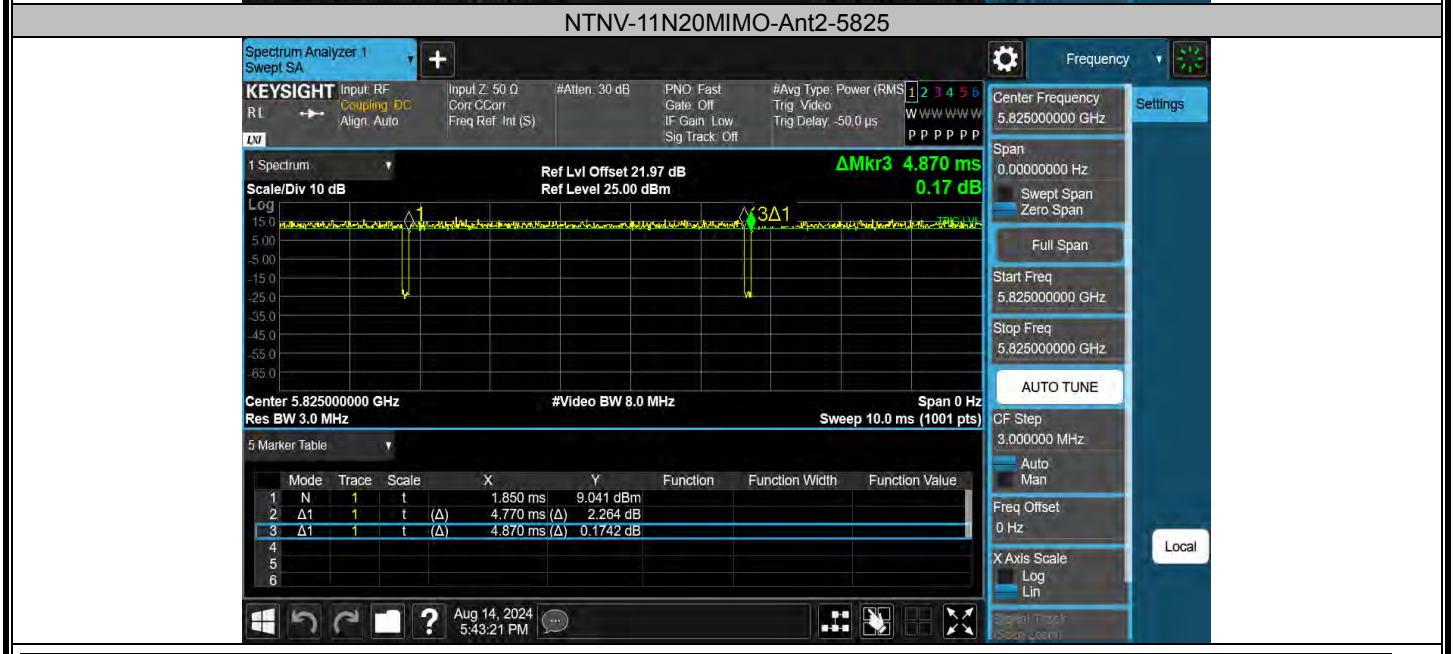 NTNV-11N20MIMO-Ant2-5825
Spectrum Analyzer 1
Swept SA
+
Frequency
KEYSIGHT
RL
LXI
Input: RF
Coupling: DC
Align: Auto
Input Z: 50 Ω
Corr CCorr
Freq Ref: Int (S)
#Atten: 30 dB
PNO: Fast
Gate: Off
IF Gain: Low
Sig Track: Off
#Avg Type: Power (RMS
Trig: Video
Trig Delay: -50.0 µs
1 2 3 4 5 6
W W W W W W
P P P P P P
Settings
1 Spectrum
Scale/Div 10 dB
Ref Lvl Offset 21.97 dB
Ref Level 25.00 dBm
ΔMkr3 4.870 ms
0.17 dB
Log
15.0
5.00
-5.00
-15.0
-25.0
-35.0
-45.0
-55.0
-65.0
1
3Δ1
TRIG LVL
Center 5.825000000 GHz
#Video BW 8.0 MHz
Span 0 Hz
Res BW 3.0 MHz
Sweep 10.0 ms (1001 pts)
5 Marker Table
Mode Trace Scale X Y Function Function Width Function Value
1 N 1 t 1.850 ms 9.041 dBm
2 Δ1 1 t (Δ) 4.770 ms (Δ) 2.264 dB
3 Δ1 1 t (Δ) 4.870 ms (Δ) 0.1742 dB
4
5
6
Center Frequency
5.825000000 GHz
Span
0.00000000 Hz
Swept Span
Zero Span
Full Span
Start Freq
5.825000000 GHz
Stop Freq
5.825000000 GHz
AUTO TUNE
CF Step
3.000000 MHz
Auto
Man
Freq Offset
0 Hz
X Axis Scale
Log
Lin
Signal Track
(Span Zoom)
Local
?
Aug 14, 2024
5:43:21 PM